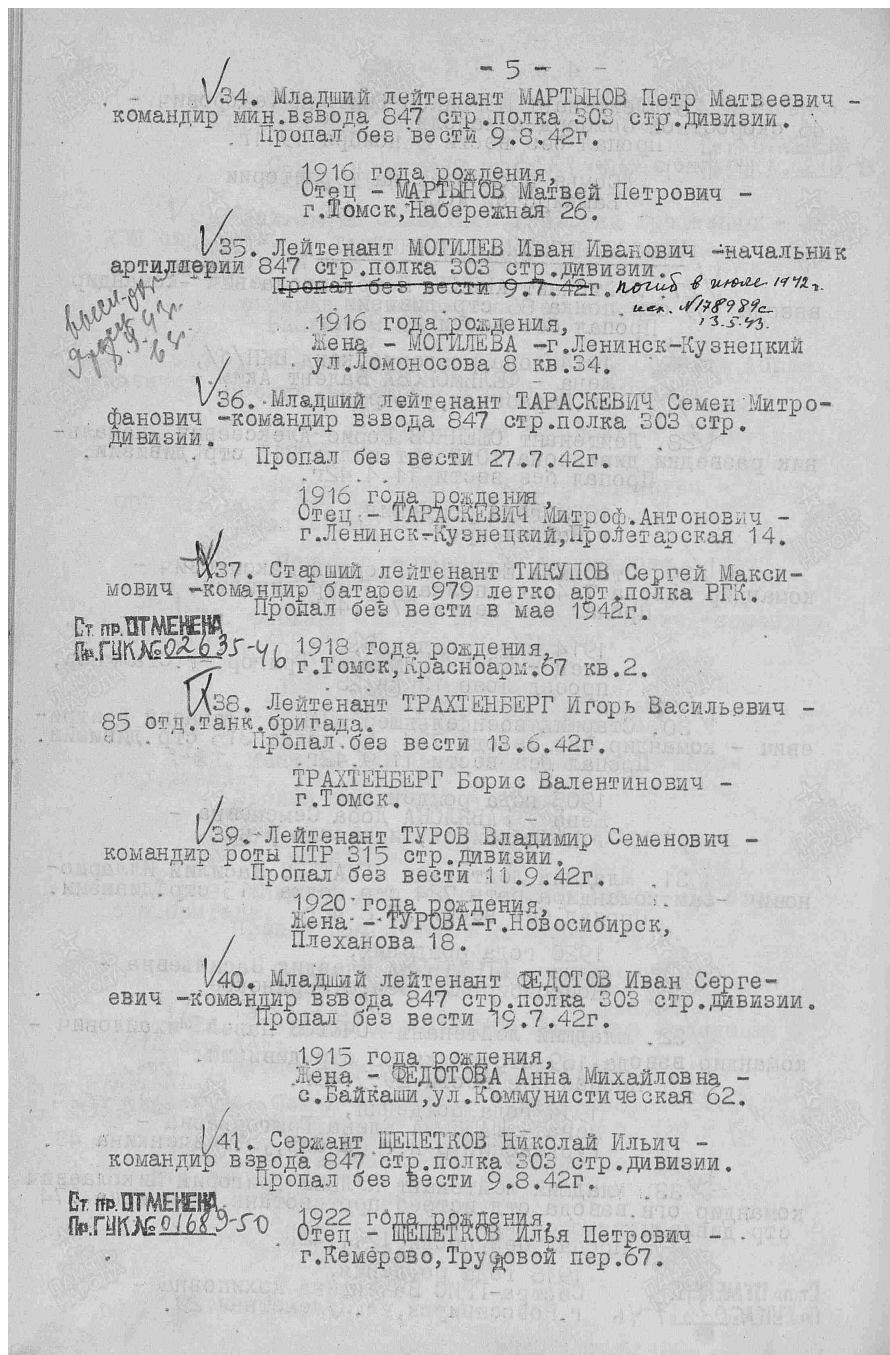 - 5 -
34. Младший лейтенант МАРТЫНОВ Петр Матвеевич -
командир мин.взвода 847 стр.полка 303 стр.дивизии.
Пропал без вести 9.8.42г.
1916 года рождения,
Отец - МАРТЫНОВ Матвей Петрович -
г.Томск,Набережная 26.
35. Лейтенант МОГИЛЕВ Иван Иванович -начальник
артиллерии 847 стр.полка 303 стр.дивизии.
Пропал без вести 9.7.42г. погиб в июле 1942г.
исх. №178989с
13.5.43.
1916 года рождения,
Жена - МОГИЛЕВА -г.Ленинск-Кузнецкий
ул.Ломоносова 8 кв.34.
36. Младший лейтенант ТАРАСКЕВИЧ Семен Митро-
фанович -командир взвода 847 стр.полка 303 стр.
дивизии.
Пропал без вести 27.7.42г.
1916 года рождения,
Отец - ТАРАСКЕВИЧ Митроф.Антонович -
г.Ленинск-Кузнецкий,Пролетарская 14.
37. Старший лейтенант ТИКУПОВ Сергей Макси-
мович -командир батареи 979 легко арт.полка РГК.
Пропал без вести в мае 1942г.
Ст. пр. ОТМЕНЕНА
Пр.ГУК № 02635-46
1918 года рождения,
г.Томск,Красноарм.67 кв.2.
38. Лейтенант ТРАХТЕНБЕРГ Игорь Васильевич -
85 отд.танк.бригада.
Пропал без вести 13.6.42г.
ТРАХТЕНБЕРГ Борис Валентинович -
г.Томск.
39. Лейтенант ТУРОВ Владимир Семенович -
командир роты ПТР 315 стр.дивизии.
Пропал без вести 11.9.42г.
1920 года рождения,
Жена - ТУРОВА-г.Новосибирск,
Плеханова 18.
40. Младший лейтенант ФЕДОТОВ Иван Серге-
евич -командир взвода 847 стр.полка 303 стр.дивизии.
Пропал без вести 19.7.42г.
1915 года рождения,
Жена - ФЕДОТОВА Анна Михайловна -
с.Байкаши,ул.Коммунистическая 62.
41. Сержант ЩЕПЕТКОВ Николай Ильич -
командир взвода 847 стр.полка 303 стр.дивизии.
Пропал без вести 9.8.42г.
Ст. пр. ОТМЕНЕНА
Пр.ГУК № 01689-50
1922 года рождения,
Отец - ЩЕПЕТКОВ Илья Петрович -
г.Кемерово,Трудовой пер.67.